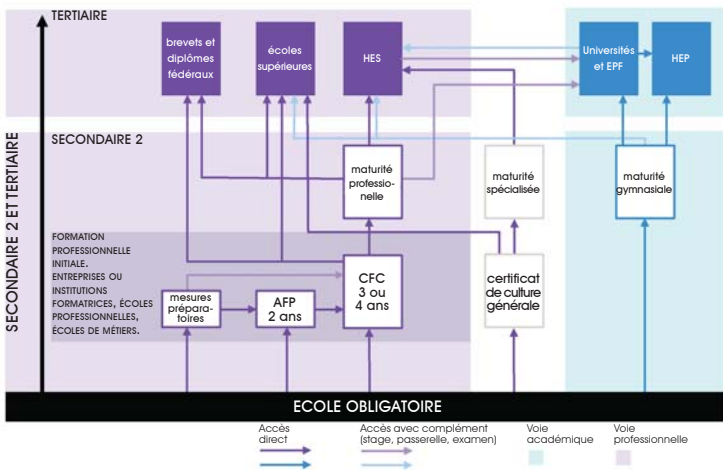 TERTIAIRE
brevets et
diplômes
fédéraux
écoles
supérieures
HES
Universités
et EPF
HEP
SECONDAIRE 2 ET TERTIAIRE
SECONDAIRE 2
maturité
professio-
nelle
maturité
spécialisée
maturité
gymnasiale
FORMATION
PROFESSIONNELLE
INITIALE.
ENTREPRISES OU
INSTITUTIONS
FORMATRICES, ÉCOLES
PROFESSIONNELLES,
ÉCOLES DE MÉTIERS.
mesures
prépara-
toires
AFP
2 ans
CFC
3 ou
4 ans
certificat
de culture
générale
ECOLE OBLIGATOIRE
Accès
direct
Accès avec complément
(stage, passerelle, examen)
Voie
académique
Voie
professionnelle